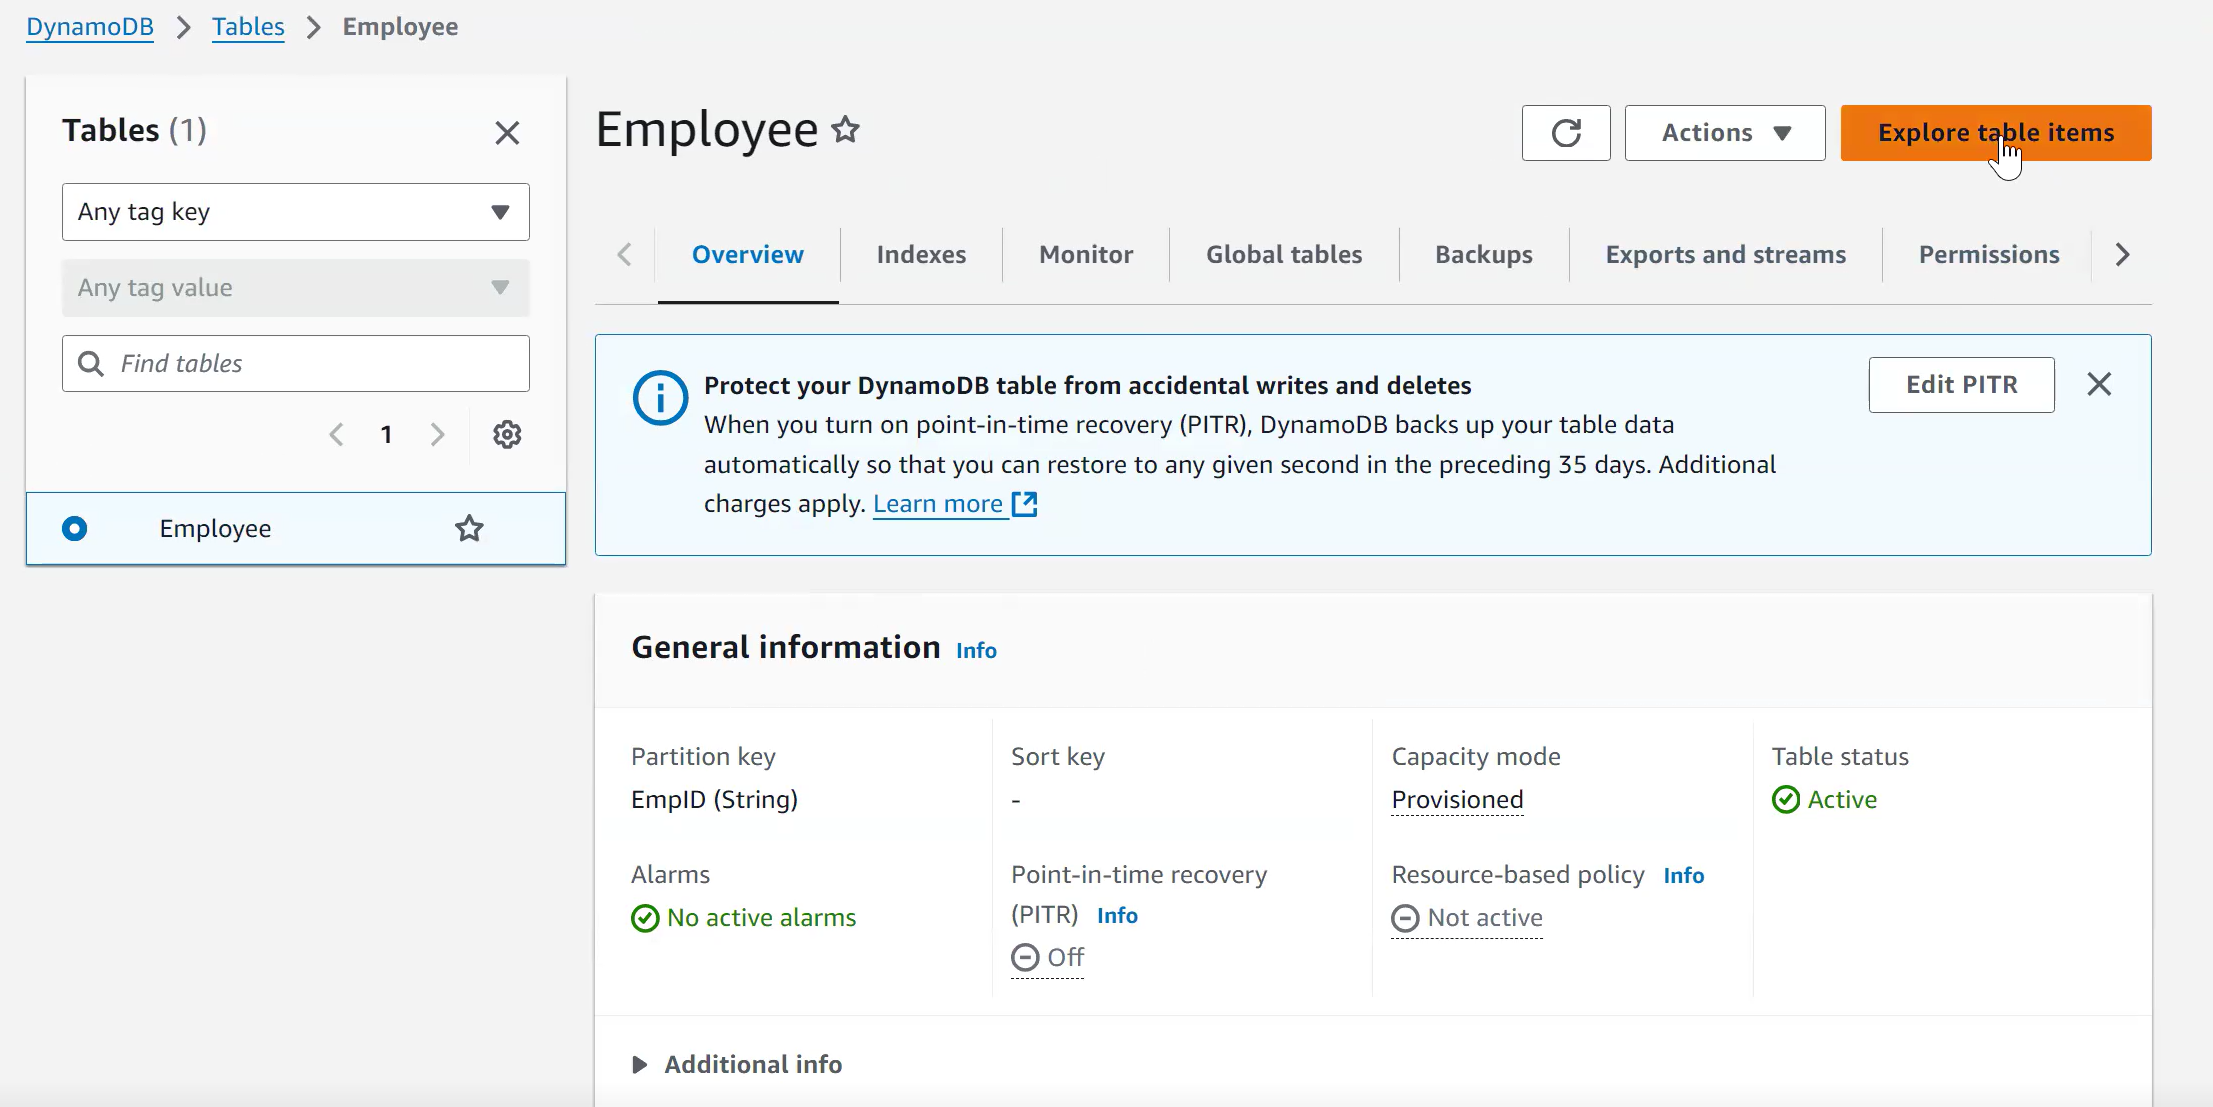 DynamoDB > Tables > Employee
Tables (1)
Any tag key
Any tag value
Find tables
1
Employee
Employee
Actions
Explore table items
Overview
Indexes
Monitor
Global tables
Backups
Exports and streams
Permissions
Protect your DynamoDB table from accidental writes and deletes
When you turn on point-in-time recovery (PITR), DynamoDB backs up your table data
automatically so that you can restore to any given second in the preceding 35 days. Additional
charges apply. Learn more
Edit PITR
General information Info
Partition key
EmpID (String)
Sort key
-
Capacity mode
Provisioned
Table status
Active
Alarms
No active alarms
Point-in-time recovery
(PITR) Info
Off
Resource-based policy Info
Not active
Additional info